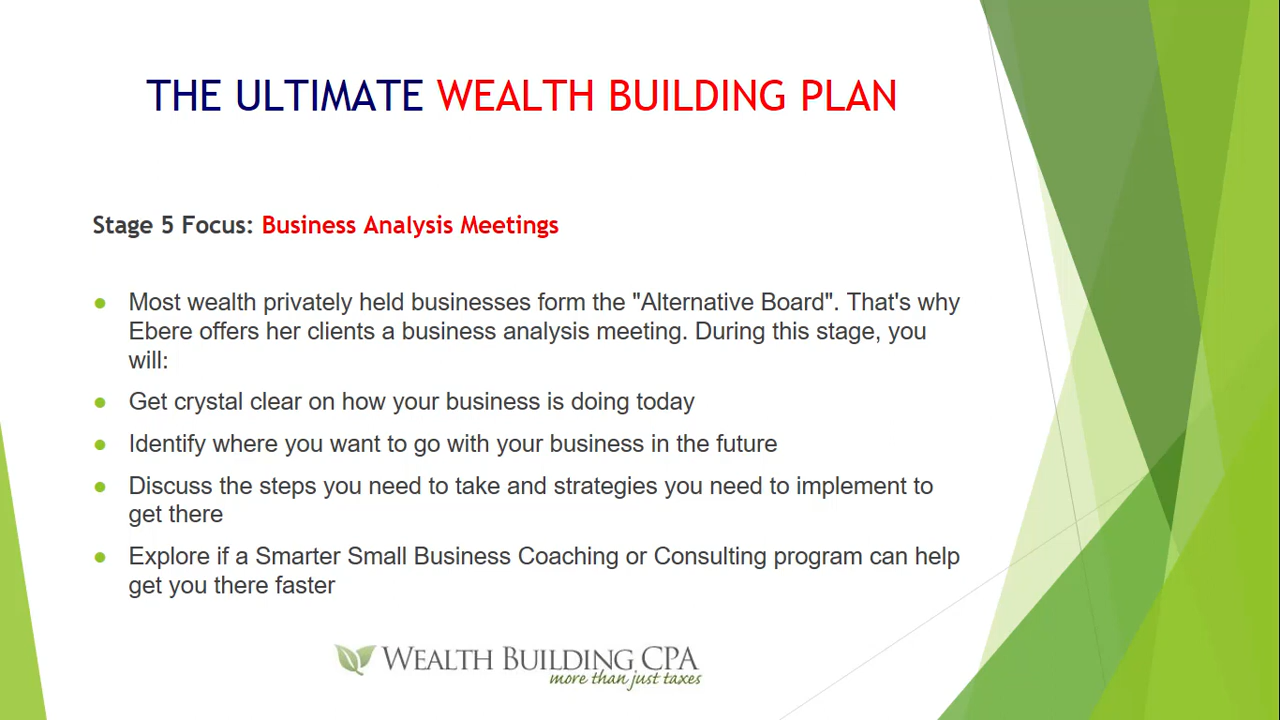 THE ULTIMATE WEALTH BUILDING PLAN
Stage 5 Focus: Business Analysis Meetings
Most wealth privately held businesses form the "Alternative Board". That's why
Ebere offers her clients a business analysis meeting. During this stage, you
will:
Get crystal clear on how your business is doing today
Identify where you want to go with your business in the future
Discuss the steps you need to take and strategies you need to implement to
get there
Explore if a Smarter Small Business Coaching or Consulting program can help
get you there faster
WEALTH BUILDING CPA
more than just taxes